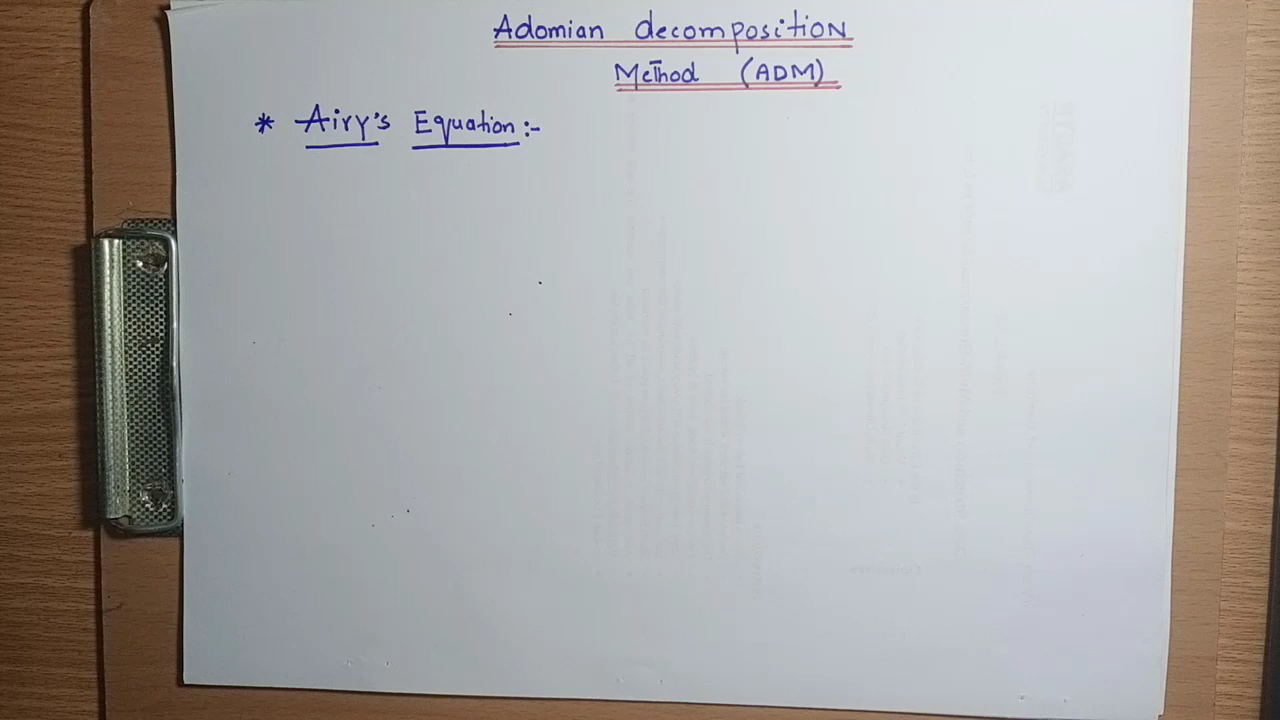 Adomian decomposition
Method (ADM)
* Airy's Equation:-